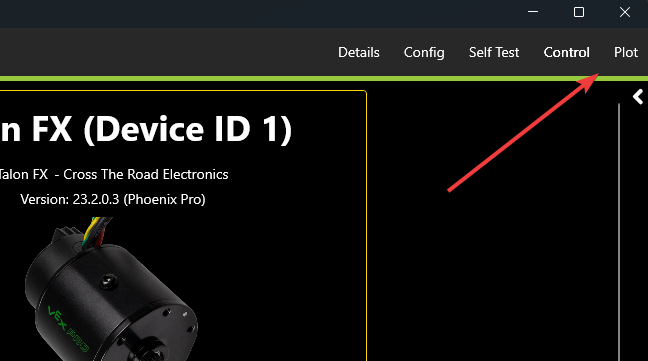 Details Config Self Test Control Plot
n FX (Device ID 1)
Talon FX - Cross The Road Electronics
Version: 23.2.0.3 (Phoenix Pro)
VEX PRO